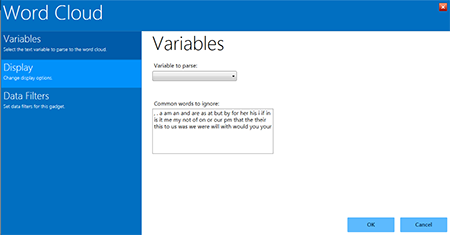 Word Cloud
Variables
Select the text variable to parse to the word cloud.
Display
Change display options.
Data Filters
Set data filters for this gadget.
Variables
Variable to parse:
Common words to ignore:
, . a am an and are as at but by for her his i if in
is it me my not of on or our pm that the their
this to us was we were will with would you your
OK
Cancel